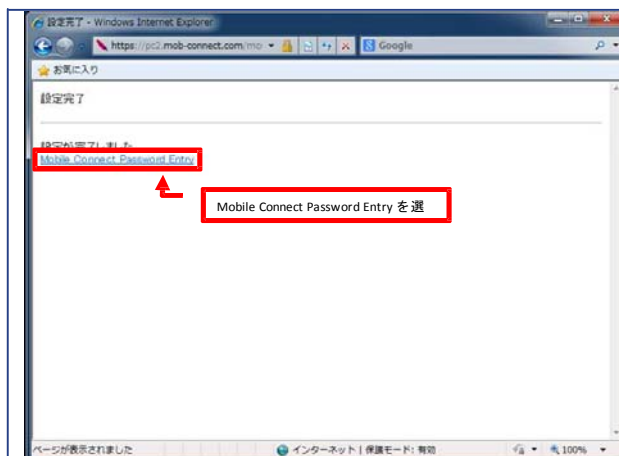 設定完了 - Windows Internet Explorer
https://pc2.mob-connect.com/mo
Google
お気に入り
設定完了
設定が完了しました
Mobile Connect Password Entry
Mobile Connect Password Entry を選
ページが表示されました
インターネット | 保護モード: 有効
100%